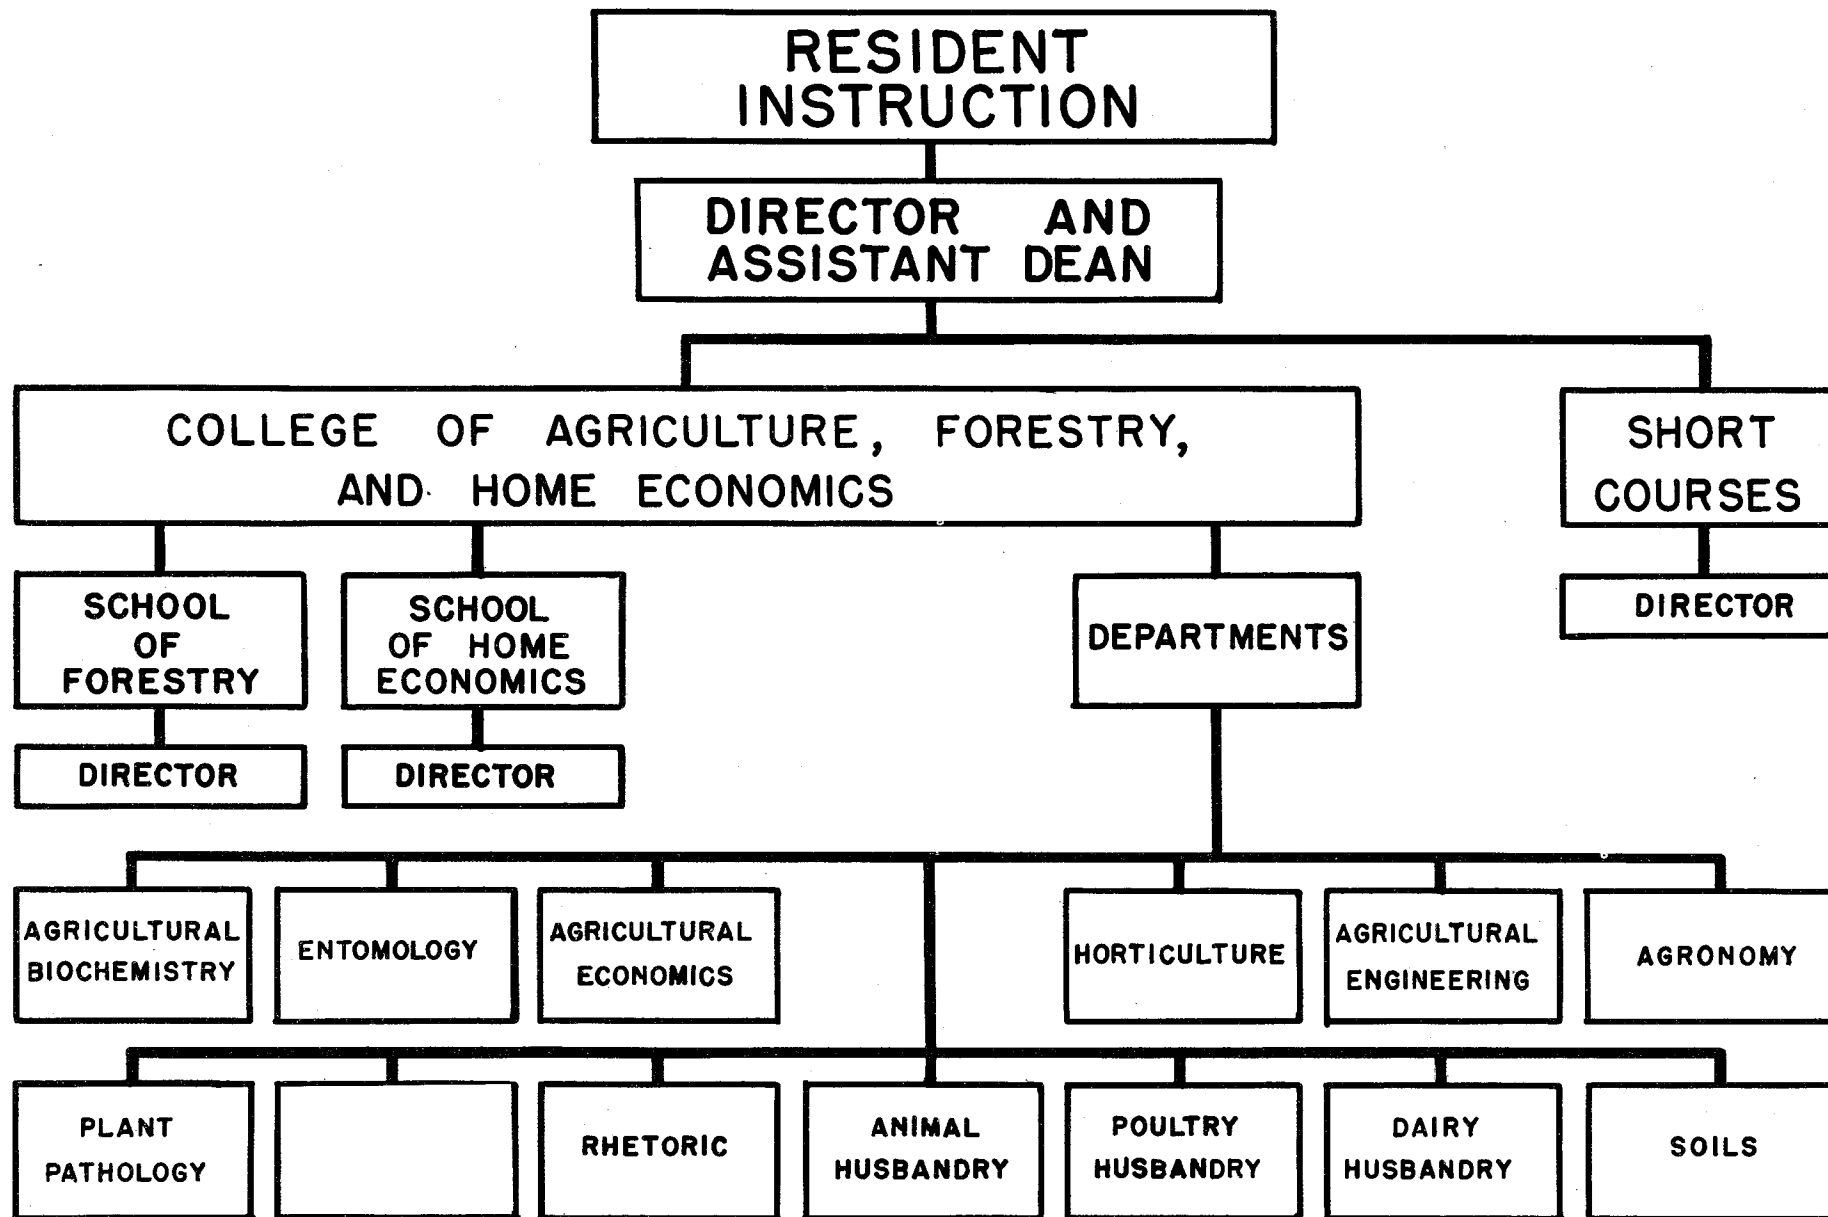 RESIDENT
INSTRUCTION
DIRECTOR AND
ASSISTANT DEAN
COLLEGE OF AGRICULTURE, FORESTRY,
AND HOME ECONOMICS
SHORT
COURSES
SCHOOL
OF
FORESTRY
SCHOOL
OF HOME
ECONOMICS
DEPARTMENTS
DIRECTOR
DIRECTOR
DIRECTOR
AGRICULTURAL
BIOCHEMISTRY
ENTOMOLOGY
AGRICULTURAL
ECONOMICS
HORTICULTURE
AGRICULTURAL
ENGINEERING
AGRONOMY
PLANT
PATHOLOGY
RHETORIC
ANIMAL
HUSBANDRY
POULTRY
HUSBANDRY
DAIRY
HUSBANDRY
SOILS